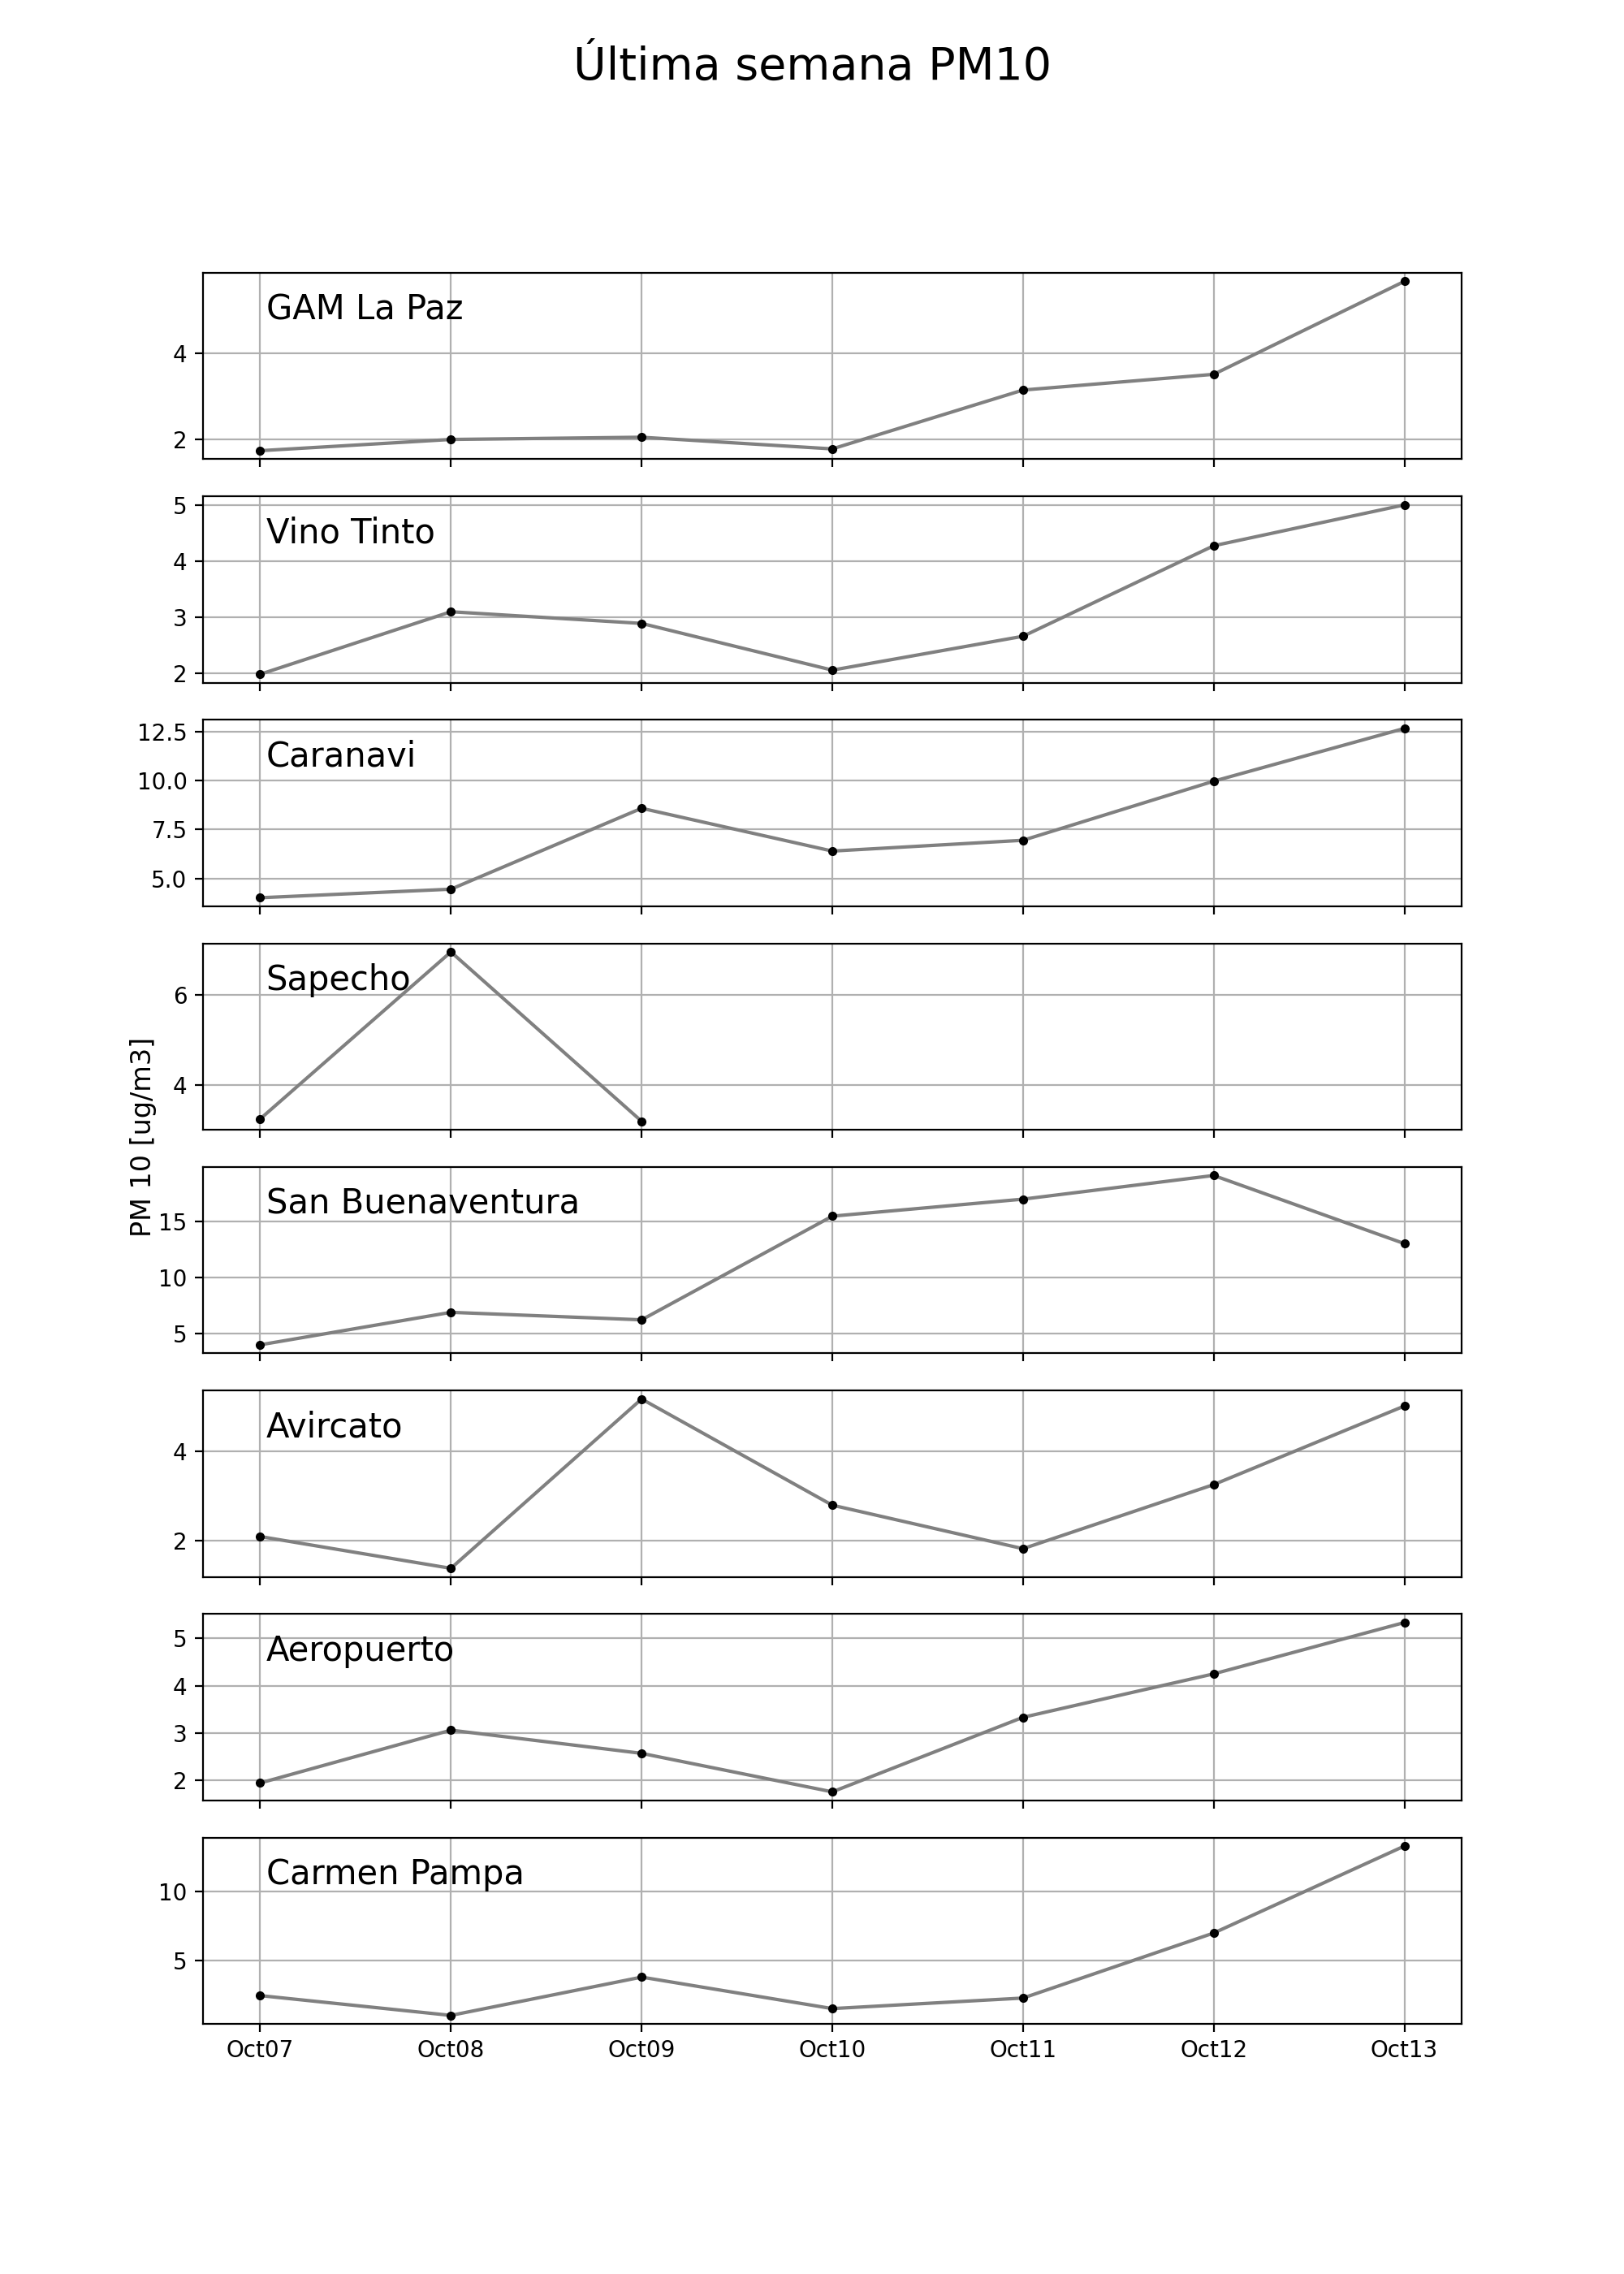 Última semana PM10
GAM La Paz
4
2
Vino Tinto
5
4
3
2
Caranavi
12.5
10.0
7.5
5.0
Sapecho
6
4
PM 10 [ug/m3]
San Buenaventura
15
10
5
Avircato
4
2
Aeropuerto
5
4
3
2
Carmen Pampa
10
5
Oct07 Oct08 Oct09 Oct10 Oct11 Oct12 Oct13